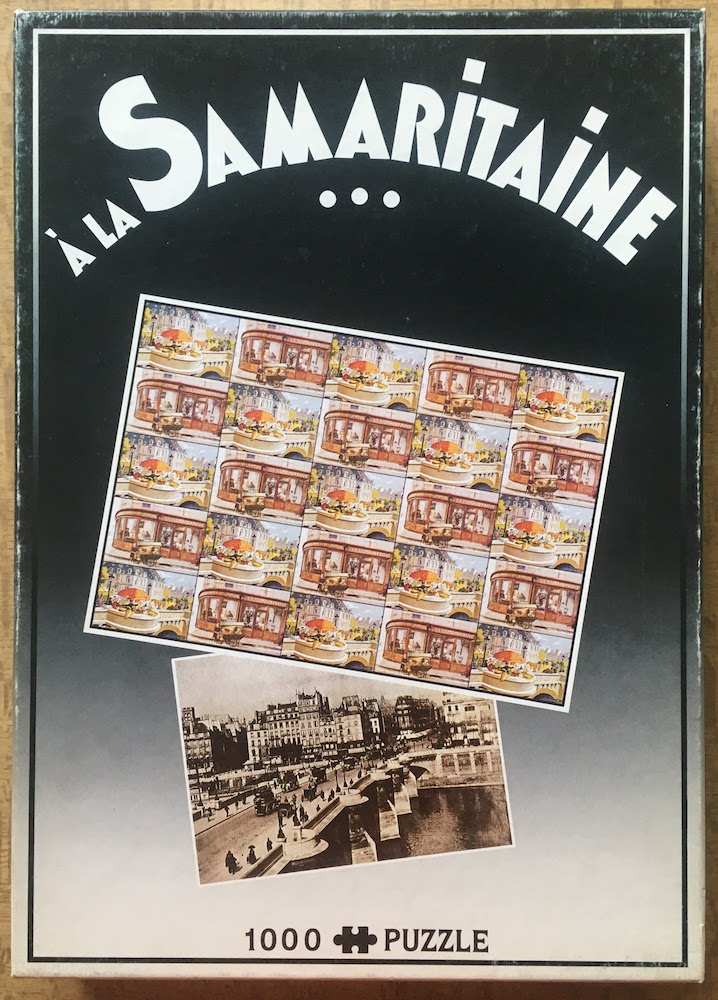 À LA SAMARITAINE
...
1000 PUZZLE